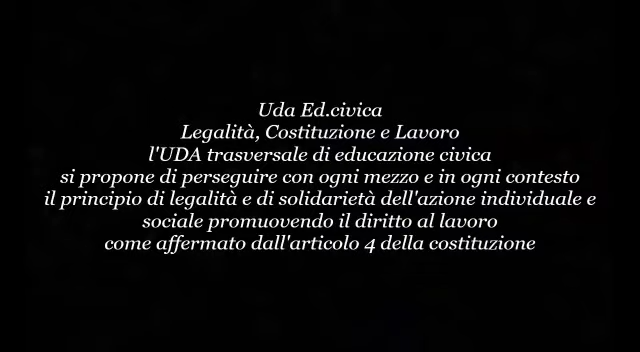 Uda Ed.civica
Legalità, Costituzione e Lavoro
l'UDA trasversale di educazione civica
si propone di perseguire con ogni mezzo e in ogni contesto
il principio di legalità e di solidarietà dell'azione individuale e
sociale promuovendo il diritto al lavoro
come affermato dall'articolo 4 della costituzione